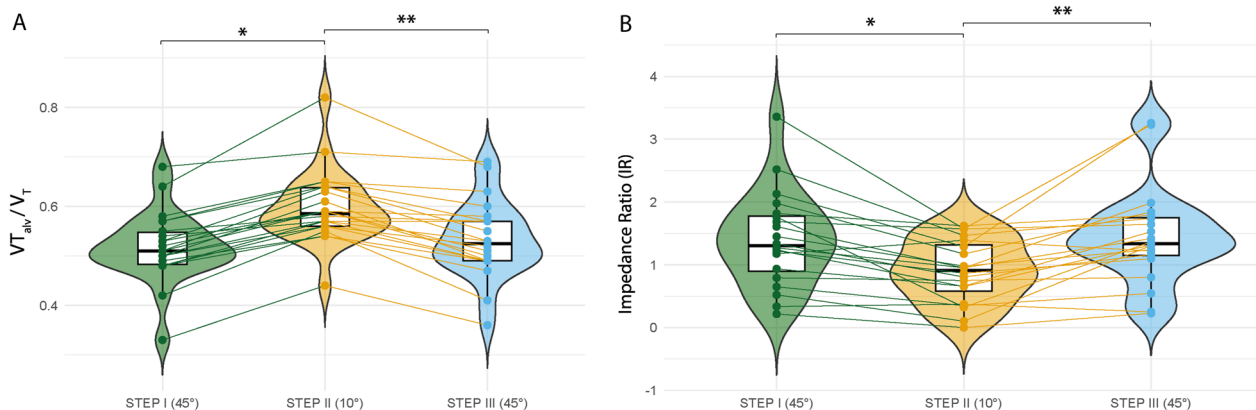 A
B
* **
* **
VTalv / VT
0.8
0.6
0.4
STEP I (45°) STEP II (10°) STEP III (45°)
Impedance Ratio (IR)
4
3
2
1
0
-1
STEP I (45°) STEP II (10°) STEP III (45°)